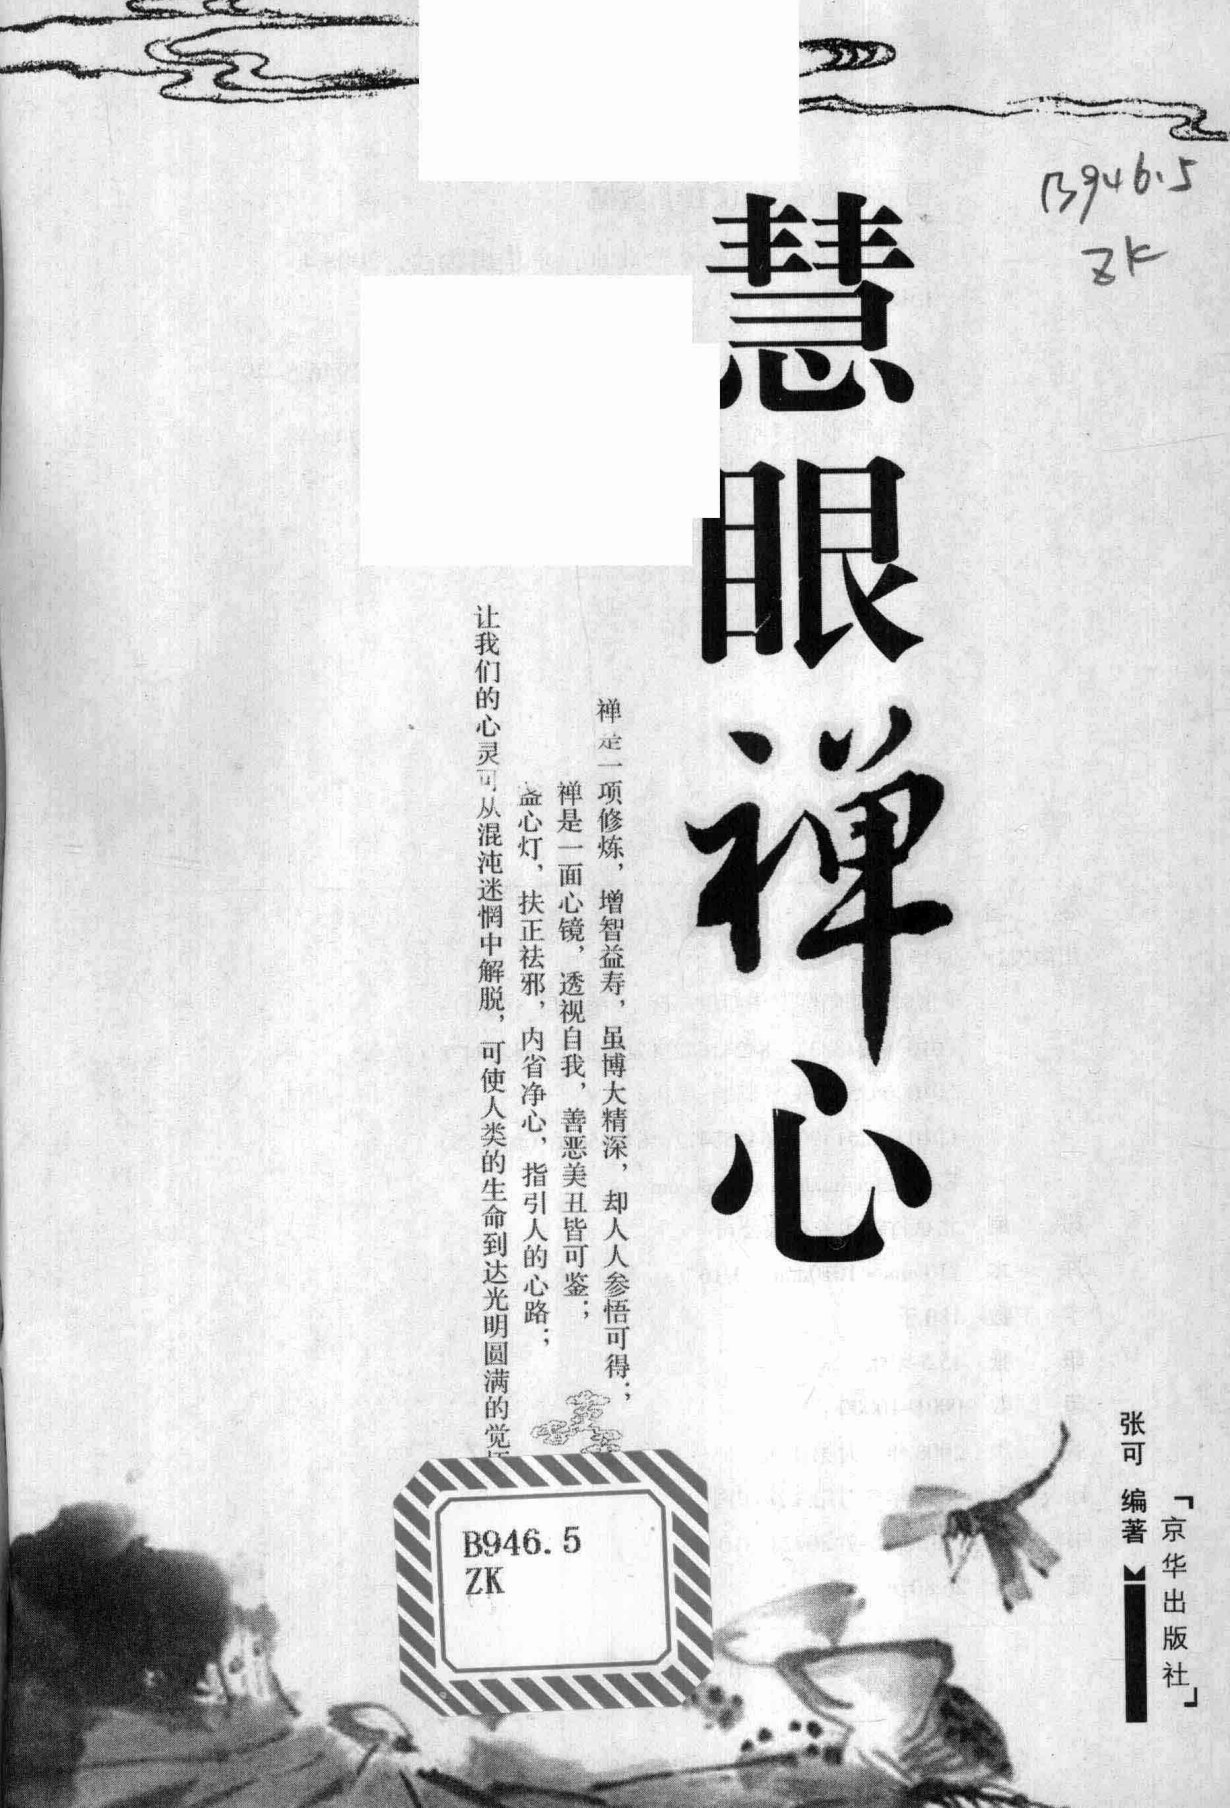 慧眼禅心
禅是一项修炼，增智益寿，虽博大精深，却人人参悟可得；
禅是一面心镜，透视自我，善恶美丑皆可鉴；
盏心灯，扶正祛邪，内省净心，指引人的心路；
让我们的心灵可从混沌迷惘中解脱，可使人类的生命到达光明圆满的觉
张可 编著
「京华出版社」
B946.5
ZK
B946.5
ZK